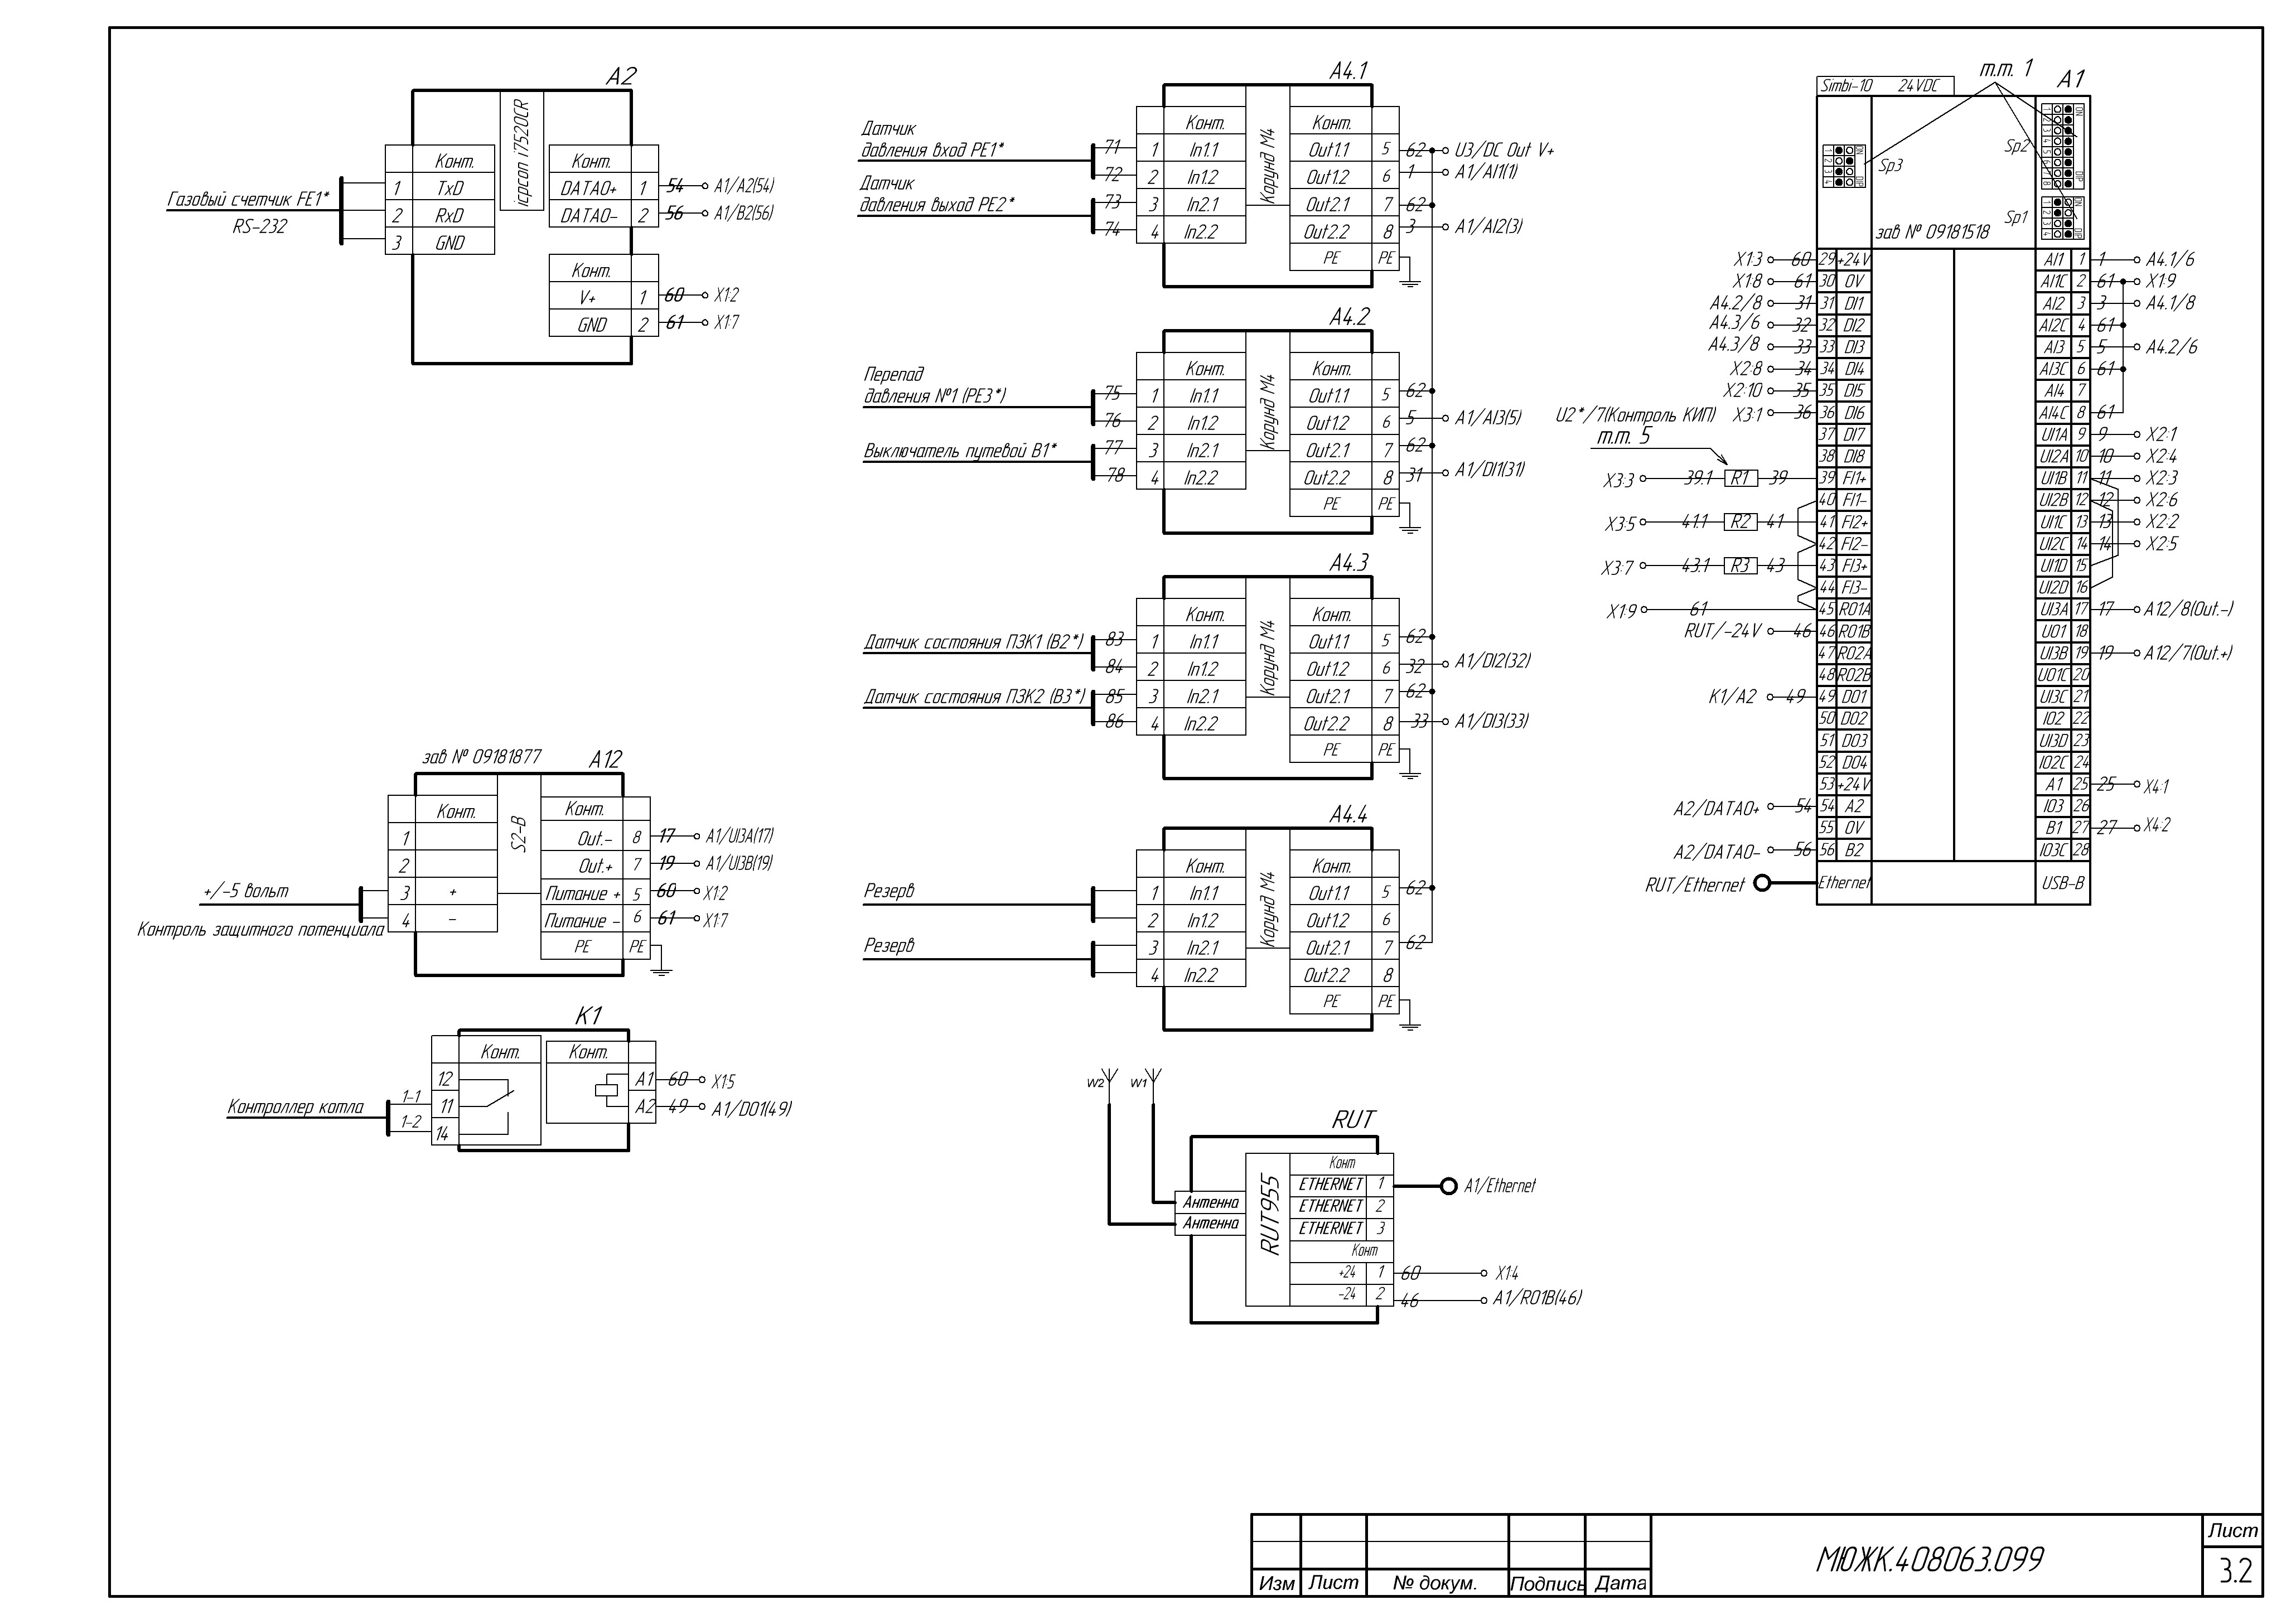 A2
icpcon i7520CR
Конт.
Конт.
1 TxD
DATAO+ 1 54 A1/A2(54)
2 RxD
DATAO- 2 56 A1/B2(56)
3 GND
Газовый счетчик FE1*
RS-232
Конт.
V+ 1 60 X1:2
GND 2 61 X1:7
зав № 09181877
A12
S2-B
Конт.
Конт.
1
Out.- 8 17 A1/UI3A(17)
2
Out.+ 7 19 A1/UI3B(19)
3 +
Питание + 5 60 X1:2
4 -
Питание - 6 61 X1:7
PE PE
+/-5 вольт
Контроль защитного потенциала
K1
Конт.
Конт.
12
11
14
A1 60 X1:5
A2 49 A1/DO1(49)
Контроллер котла
1-1
1-2
A4.1
Корунд М4
Датчик
давления вход PE1*
Датчик
давления выход PE2*
Конт.
Конт.
71 1 In1.1
Out1.1 5 62 U3/DC Out V+
72 2 In1.2
Out1.2 6 1 A1/AI1(1)
73 3 In2.1
Out2.1 7 62
74 4 In2.2
Out2.2 8 3 A1/AI2(3)
PE PE
A4.2
Корунд М4
Перепад
давления №1 (PE3*)
Выключатель путевой B1*
Конт.
Конт.
75 1 In1.1
Out1.1 5 62
76 2 In1.2
Out1.2 6 5 A1/AI3(5)
77 3 In2.1
Out2.1 7 62
78 4 In2.2
Out2.2 8 31 A1/DI1(31)
PE PE
A4.3
Корунд М4
Датчик состояния ПЗК1 (B2*)
Датчик состояния ПЗК2 (B3*)
Конт.
Конт.
83 1 In1.1
Out1.1 5 62
84 2 In1.2
Out1.2 6 32 A1/DI2(32)
85 3 In2.1
Out2.1 7 62
86 4 In2.2
Out2.2 8 33 A1/DI3(33)
PE PE
A4.4
Корунд М4
Резерв
Резерв
Конт.
Конт.
1 In1.1
Out1.1 5 62
2 In1.2
Out1.2 6
3 In2.1
Out2.1 7 62
4 In2.2
Out2.2 8
PE PE
W2 W1
RUT
RUT955
Антенна
Антенна
Конт
ETHERNET 1 A1/Ethernet
ETHERNET 2
ETHERNET 3
Конт
+24 1 60 X1:4
-24 2 46 A1/RO1B(46)
т.т. 1
A1
Simbi-10 24VDC
Sp2
Sp3
Sp1
ON
DIP
1 2 3 4 5 6 7 8
ON
DIP
1 2 3 4
ON
DIP
1 2 3 4
зав № 09181518
X1:3 60 29 +24V
AI1 1 1 A4.1/6
X1:8 61 30 0V
AI1C 2 61 X1:9
A4.2/8 31 31 DI1
AI2 3 3 A4.1/8
A4.3/6 32 32 DI2
AI2C 4 61
A4.3/8 33 33 DI3
AI3 5 5 A4.2/6
X2:8 34 34 DI4
AI3C 6 61
X2:10 35 35 DI5
AI4 7
U2*/7(Контроль КИП) X3:1 36 36 DI6
AI4C 8 61
37 DI7
UI1A 9 9 X2:1
т.т. 5
38 DI8
UI2A 10 10 X2:4
X3:3 39.1 R1 39 39 FI1+
UI1B 11 11 X2:3
40 FI1-
UI2B 12 12 X2:6
X3:5 41.1 R2 41 41 FI2+
UI1C 13 13 X2:2
42 FI2-
UI2C 14 14 X2:5
X3:7 43.1 R3 43 43 FI3+
UI1D 15
44 FI3-
UI2D 16
X1:9 61 45 RO1A
UI3A 17 17 A12/8(Out.-)
RUT/-24V 46 46 RO1B
UO1 18
47 RO2A
UI3B 19 19 A12/7(Out.+)
48 RO2B
UO1C 20
K1/A2 49 49 DO1
UI3C 21
50 DO2
IO2 22
51 DO3
UI3D 23
52 DO4
IO2C 24
53 +24V
A1 25 25 X4:1
A2/DATAO+ 54 54 A2
IO3 26
55 0V
B1 27 27 X4:2
A2/DATAO- 56 56 B2
IO3C 28
RUT/Ethernet Ethernet
USB-B
Изм Лист № докум. Подпись Дата
МЮЖК.408063.099
Лист
3.2